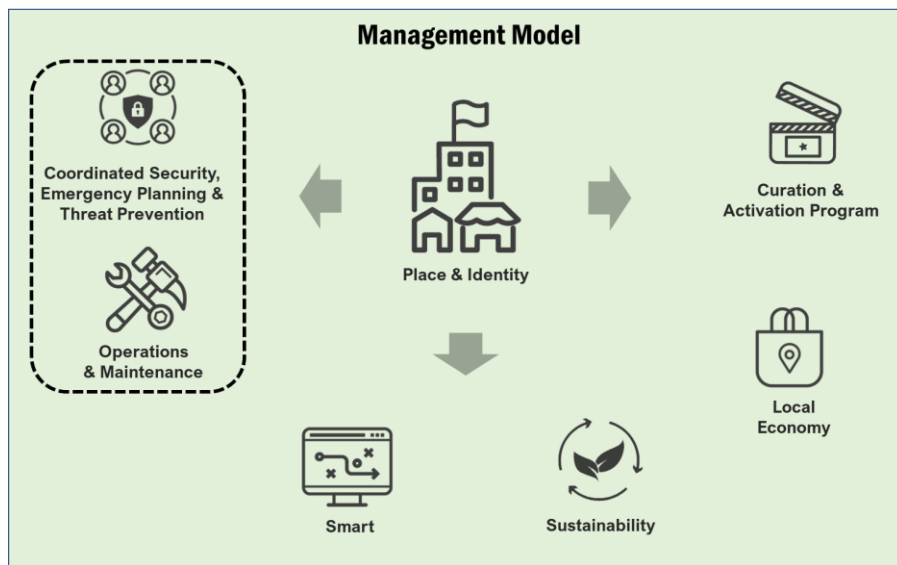 Management Model
Coordinated Security,
Emergency Planning &
Threat Prevention
Operations
& Maintenance
Place & Identity
Curation &
Activation Program
Local
Economy
Smart
Sustainability